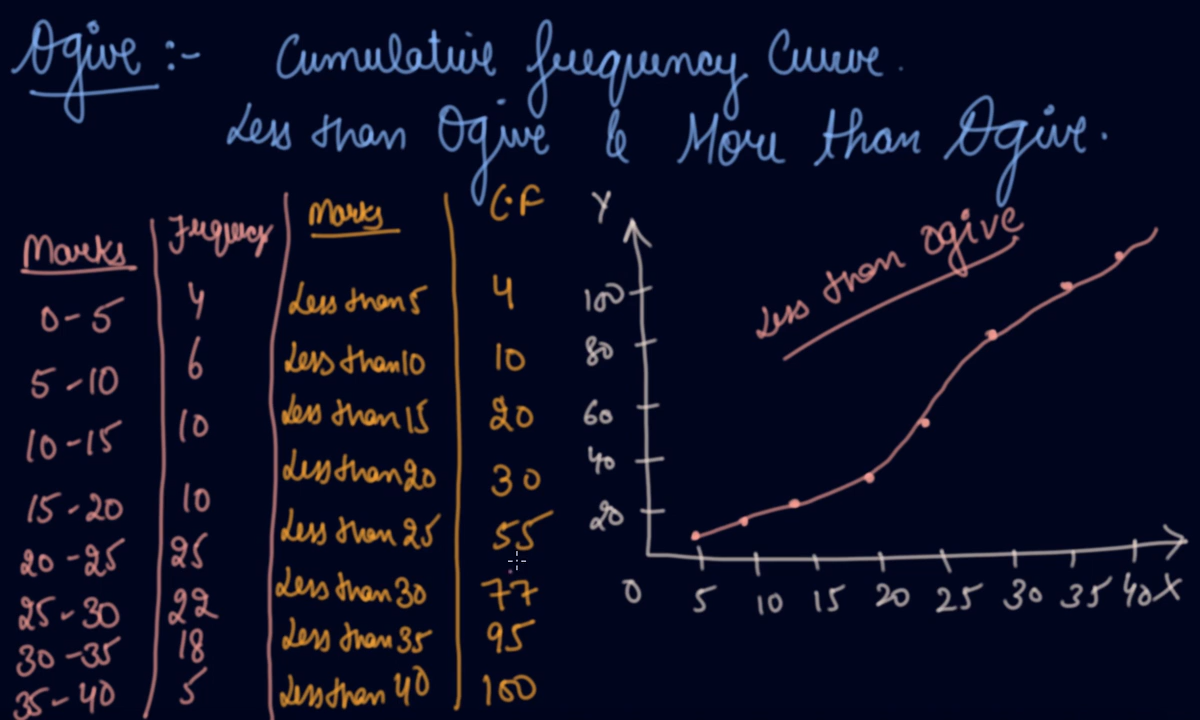 Ogive :- Cumulative frequency Curve.
Less than Ogive & More than Ogive.
Marks Frequency Marks C.F
0-5 4 Less than 5 4
5-10 6 Less than 10 10
10-15 10 Less than 15 20
15-20 10 Less than 20 30
20-25 25 Less than 25 55
25-30 22 Less than 30 77
30-35 18 Less than 35 95
35-40 5 Less than 40 100
Y
Less than ogive
100
80
60
40
20
0 5 10 15 20 25 30 35 40 X